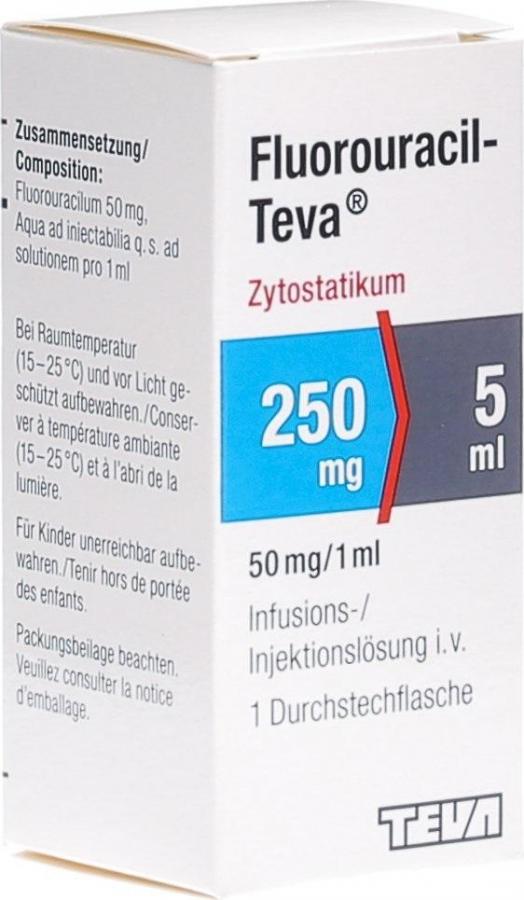 Zusammensetzung/
Composition:
Fluorouracilum 50 mg,
Aqua ad iniectabilia q. s. ad
solutionem pro 1 ml
Bei Raumtemperatur
(15–25 °C) und vor Licht ge-
schützt aufbewahren./Conser-
ver à température ambiante
(15–25 °C) et à l'abri de la
lumière.
Für Kinder unerreichbar aufbe-
wahren./Tenir hors de portée
des enfants.
Packungsbeilage beachten.
Veuillez consulter la notice
d'emballage.
Fluorouracil-
Teva®
Zytostatikum
250
mg
5
ml
50 mg/1 ml
Infusions-/
Injektionslösung i.v.
1 Durchstechflasche
TEVA